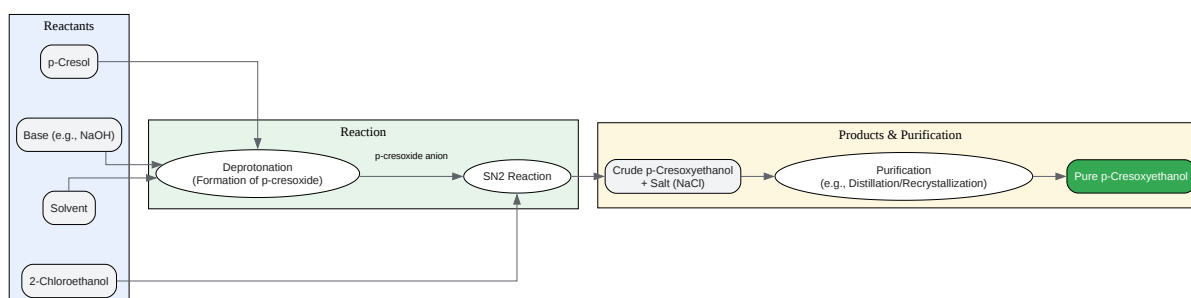 Reactants
p-Cresol
Base (e.g., NaOH)
Solvent
2-Chloroethanol
Reaction
Deprotonation
(Formation of p-cresoxide)
p-cresoxide anion
SN2 Reaction
Products & Purification
Crude p-Cresoxyethanol
+ Salt (NaCl)
Purification
(e.g., Distillation/Recrystallization)
Pure p-Cresoxyethanol